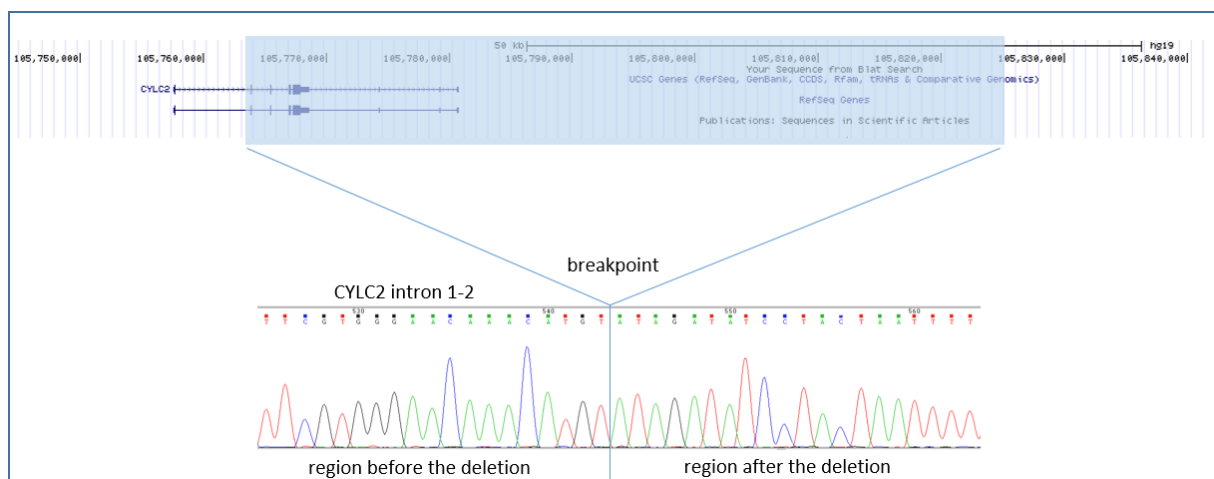 50 kb hg19
105,750,000 105,760,000 105,770,000 105,780,000 105,790,000 105,800,000 105,810,000 105,820,000 105,830,000 105,840,000
Your Sequence from Blat Search
UCSC Genes (RefSeq, GenBank, CCDS, Rfam, tRNAs & Comparative Genomics)
CYLC2
RefSeq Genes
Publications: Sequences in Scientific Articles
breakpoint
CYLC2 intron 1-2
530 540 550 560
T T C G T G G G A A C A A A C A T G T A T A G A T A T C C T A C T A A T T T T
region before the deletion region after the deletion